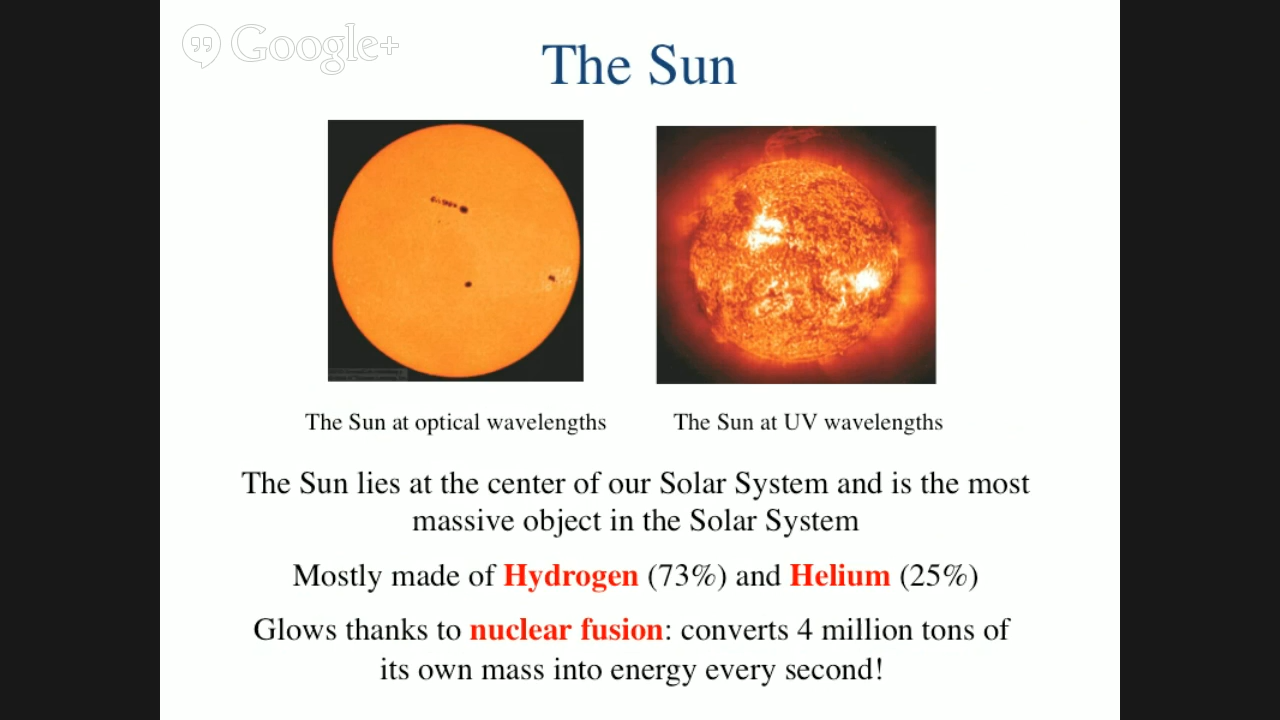 Google+
The Sun
The Sun at optical wavelengths
The Sun at UV wavelengths
The Sun lies at the center of our Solar System and is the most
massive object in the Solar System
Mostly made of Hydrogen (73%) and Helium (25%)
Glows thanks to nuclear fusion: converts 4 million tons of
its own mass into energy every second!